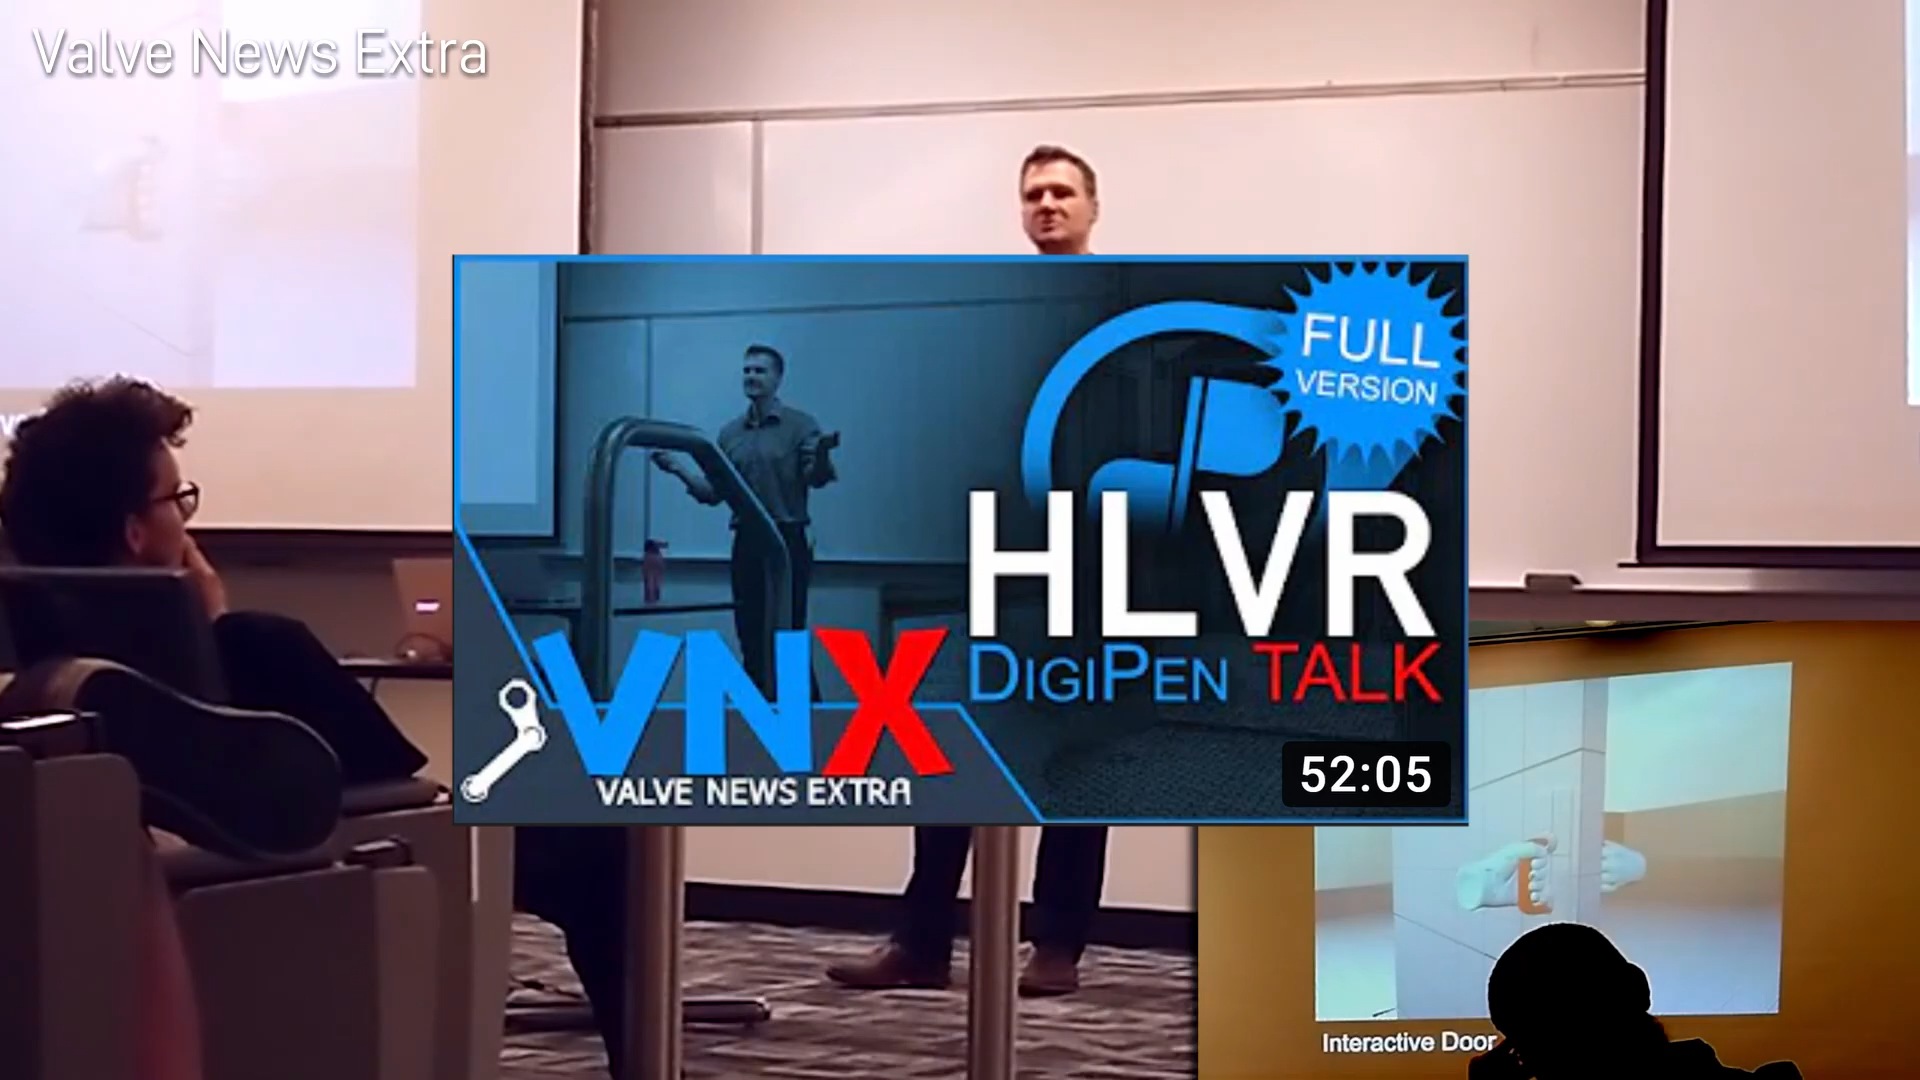 Valve News Extra
FULL
VERSION
HLVR
DIGIPEN TALK
VNX
VALVE NEWS EXTRA
52:05
Interactive Door